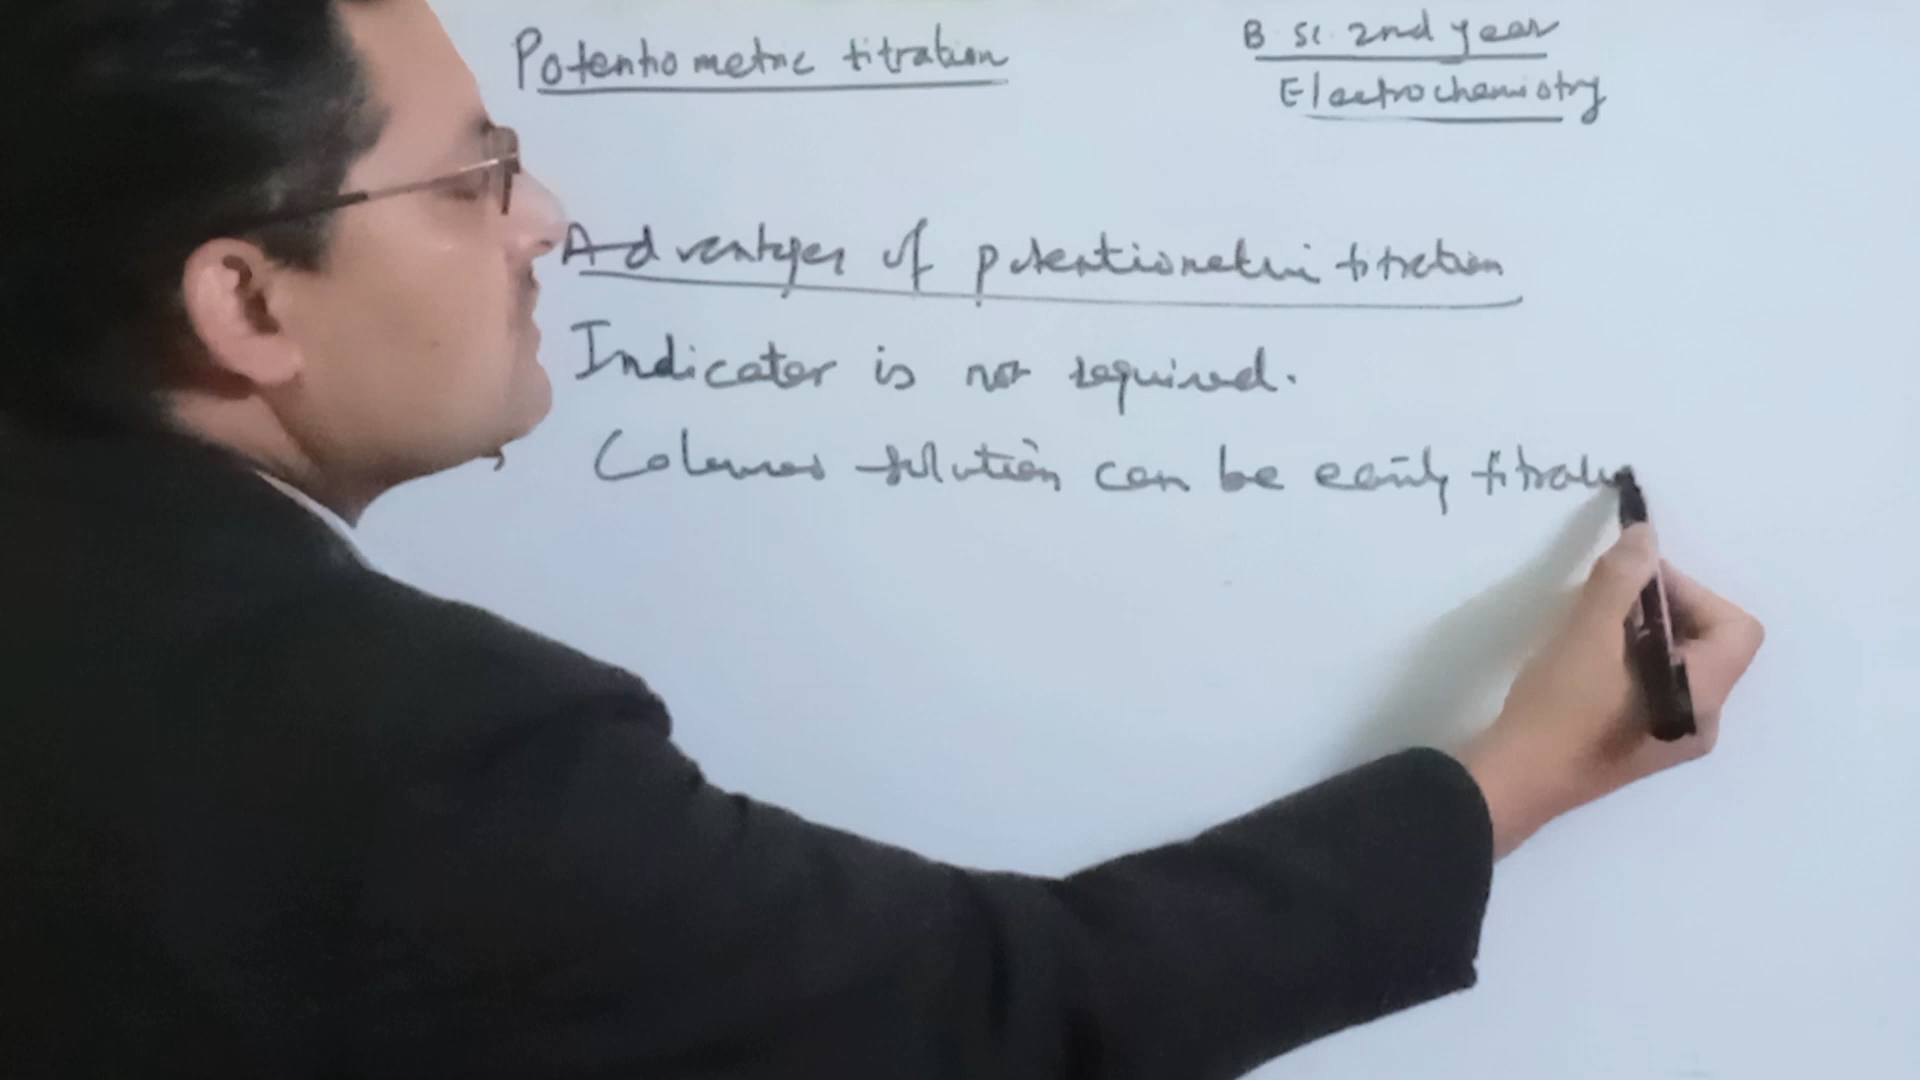 Potentiometric titration
B.Sc. 2nd year
Electrochemistry
Advantages of potentiometric titration
Indicator is not required.
Coloured solution can be easily titrate